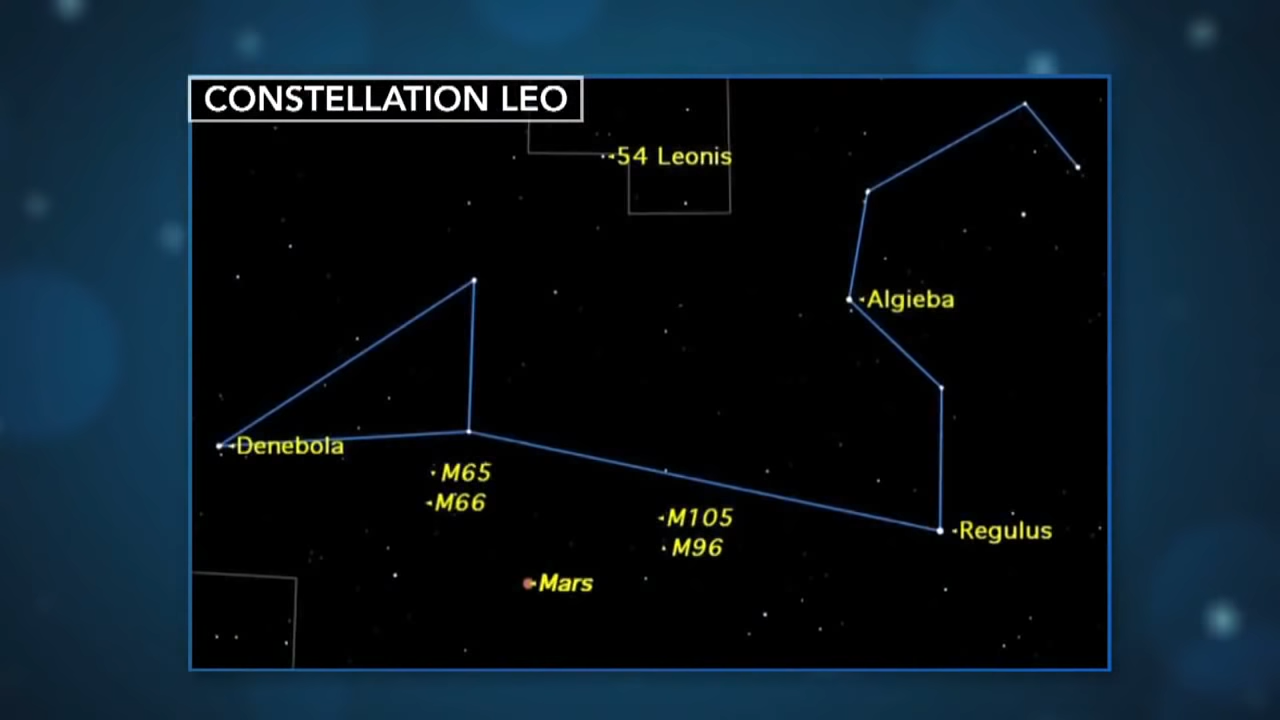 CONSTELLATION LEO
54 Leonis
Algieba
Denebola
M65
M66
M105
Regulus
M96
Mars